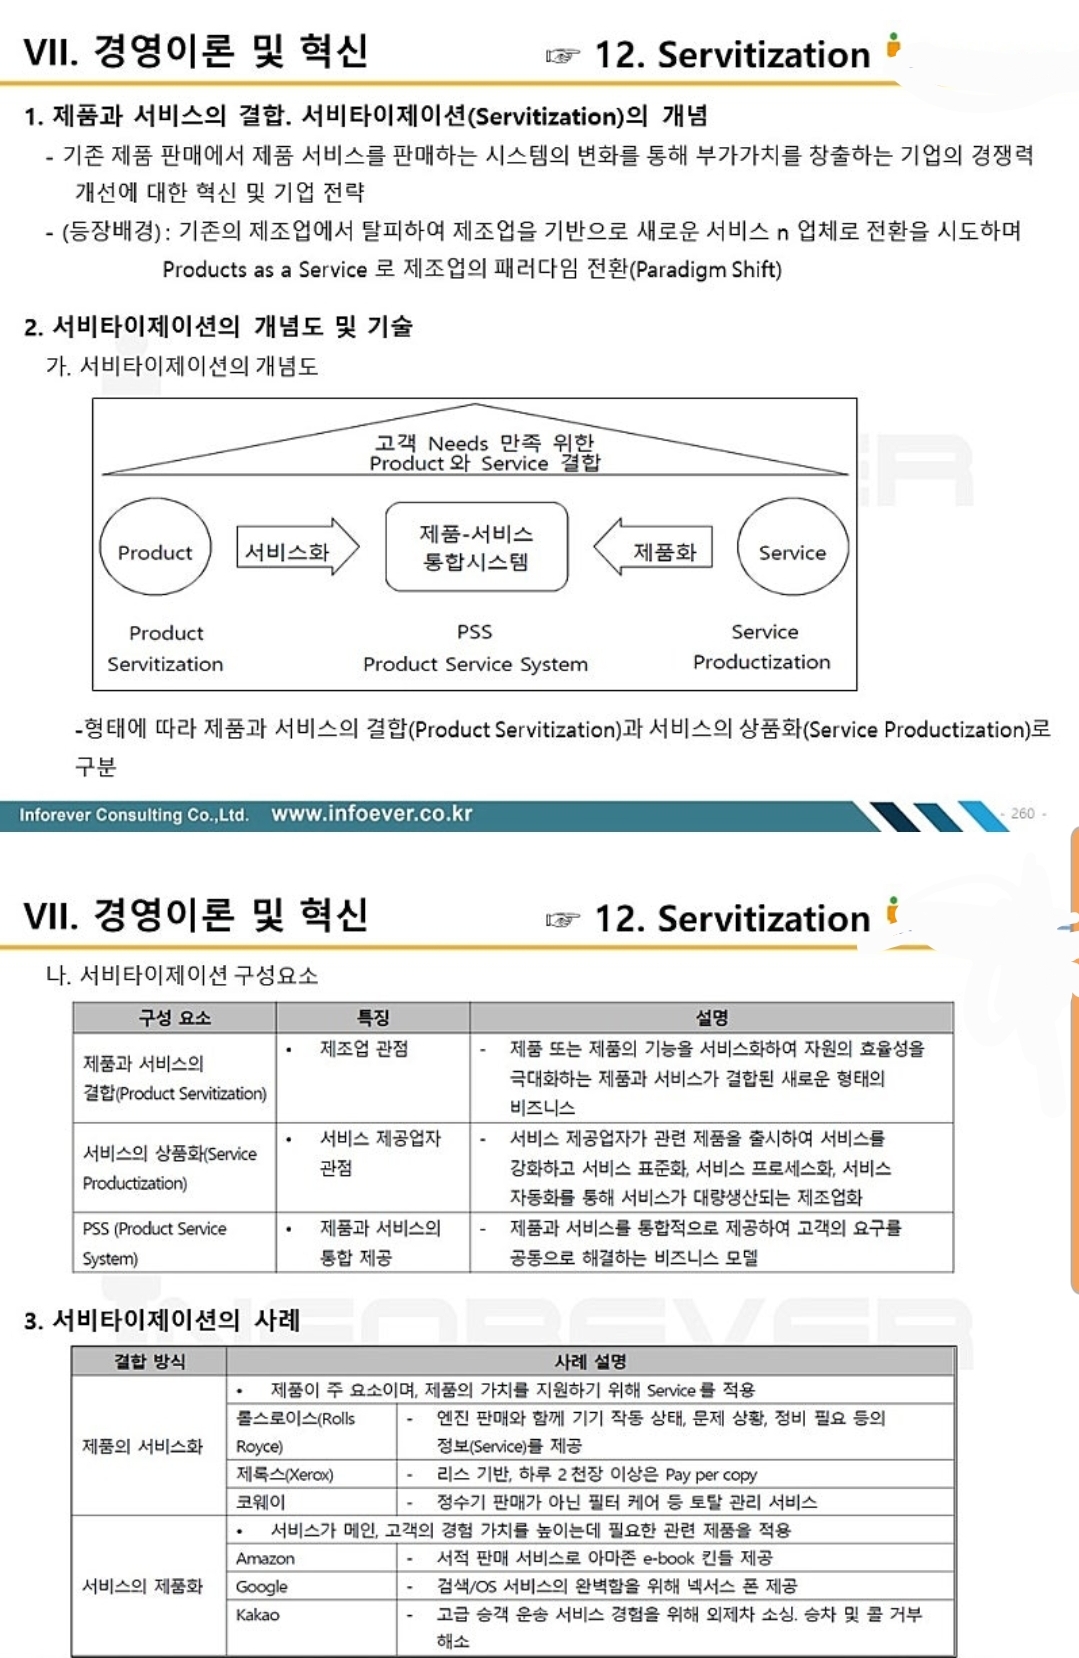 VII. 경영이론 및 혁신
☞ 12. Servitization
1. 제품과 서비스의 결합. 서비타이제이션(Servitization)의 개념
- 기존 제품 판매에서 제품 서비스를 판매하는 시스템의 변화를 통해 부가가치를 창출하는 기업의 경쟁력
개선에 대한 혁신 및 기업 전략
- (등장배경) : 기존의 제조업에서 탈피하여 제조업을 기반으로 새로운 서비스 n 업체로 전환을 시도하며
Products as a Service 로 제조업의 패러다임 전환(Paradigm Shift)
2. 서비타이제이션의 개념도 및 기술
가. 서비타이제이션의 개념도
고객 Needs 만족 위한
Product 와 Service 결합
Product
서비스화
제품-서비스
통합시스템
제품화
Service
Product
Servitization
PSS
Product Service System
Service
Productization
-형태에 따라 제품과 서비스의 결합(Product Servitization)과 서비스의 상품화(Service Productization)로
구분
Inforever Consulting Co.,Ltd. www.infoever.co.kr
- 260 -
VII. 경영이론 및 혁신
☞ 12. Servitization
나. 서비타이제이션 구성요소
구성 요소 특징 설명
제품과 서비스의
결합(Product Servitization)
• 제조업 관점
- 제품 또는 제품의 기능을 서비스화하여 자원의 효율성을
극대화하는 제품과 서비스가 결합된 새로운 형태의
비즈니스
서비스의 상품화(Service
Productization)
• 서비스 제공업자
관점
- 서비스 제공업자가 관련 제품을 출시하여 서비스를
강화하고 서비스 표준화, 서비스 프로세스화, 서비스
자동화를 통해 서비스가 대량생산되는 제조업화
PSS (Product Service
System)
• 제품과 서비스의
통합 제공
- 제품과 서비스를 통합적으로 제공하여 고객의 요구를
공동으로 해결하는 비즈니스 모델
INFOREVER
3. 서비타이제이션의 사례
결합 방식 사례 설명
제품의 서비스화
• 제품이 주 요소이며, 제품의 가치를 지원하기 위해 Service 를 적용
롤스로이스(Rolls
Royce)
- 엔진 판매와 함께 기기 작동 상태, 문제 상황, 정비 필요 등의
정보(Service)를 제공
제록스(Xerox) - 리스 기반, 하루 2 천장 이상은 Pay per copy
코웨이 - 정수기 판매가 아닌 필터 케어 등 토탈 관리 서비스
서비스의 제품화
• 서비스가 메인, 고객의 경험 가치를 높이는데 필요한 관련 제품을 적용
Amazon - 서적 판매 서비스로 아마존 e-book 킨들 제공
Google - 검색/OS 서비스의 완벽함을 위해 넥서스 폰 제공
Kakao - 고급 승객 운송 서비스 경험을 위해 외제차 소싱. 승차 및 콜 거부
해소